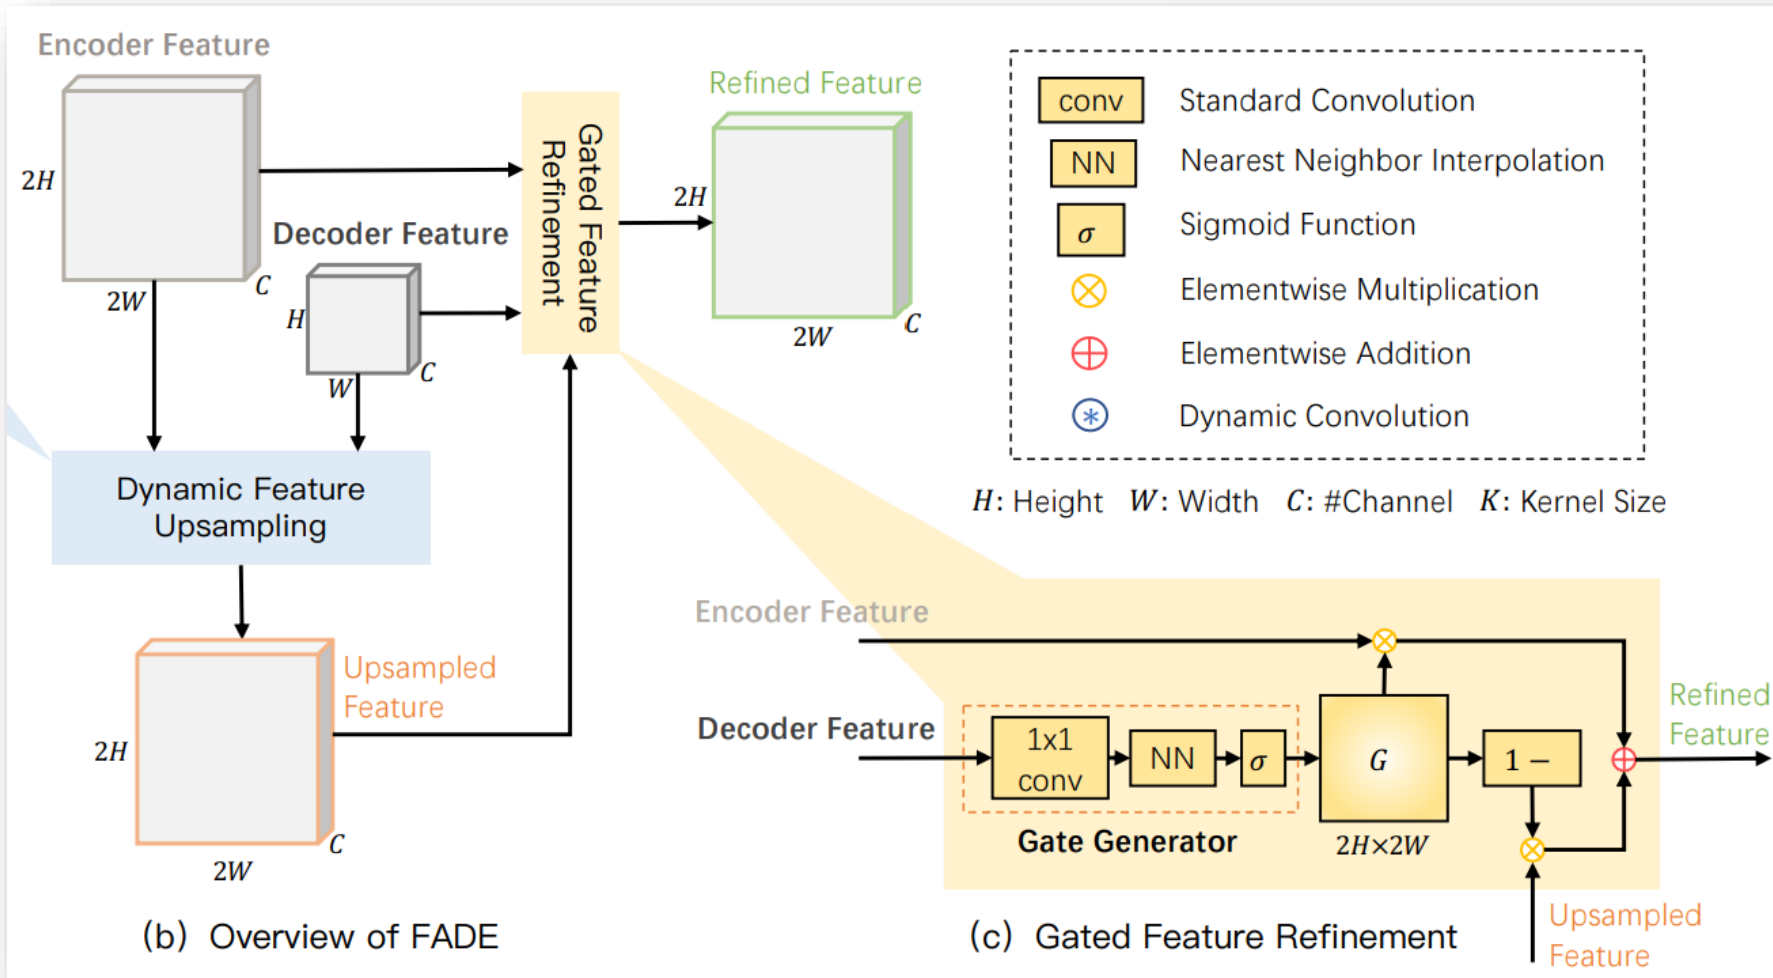 Encoder Feature
2H
2W
C
Decoder Feature
H
W
C
Gated Feature
Refinement
Refined Feature
2H
2W
C
Dynamic Feature
Upsampling
Upsampled
Feature
2H
2W
C
(b) Overview of FADE
conv Standard Convolution
NN Nearest Neighbor Interpolation
σ Sigmoid Function
⊗ Elementwise Multiplication
⊕ Elementwise Addition
⊛ Dynamic Convolution
H: Height W: Width C: #Channel K: Kernel Size
Encoder Feature
Decoder Feature
1x1
conv
NN
σ
G
1 −
Refined
Feature
Gate Generator
2H×2W
Upsampled
Feature
(c) Gated Feature Refinement